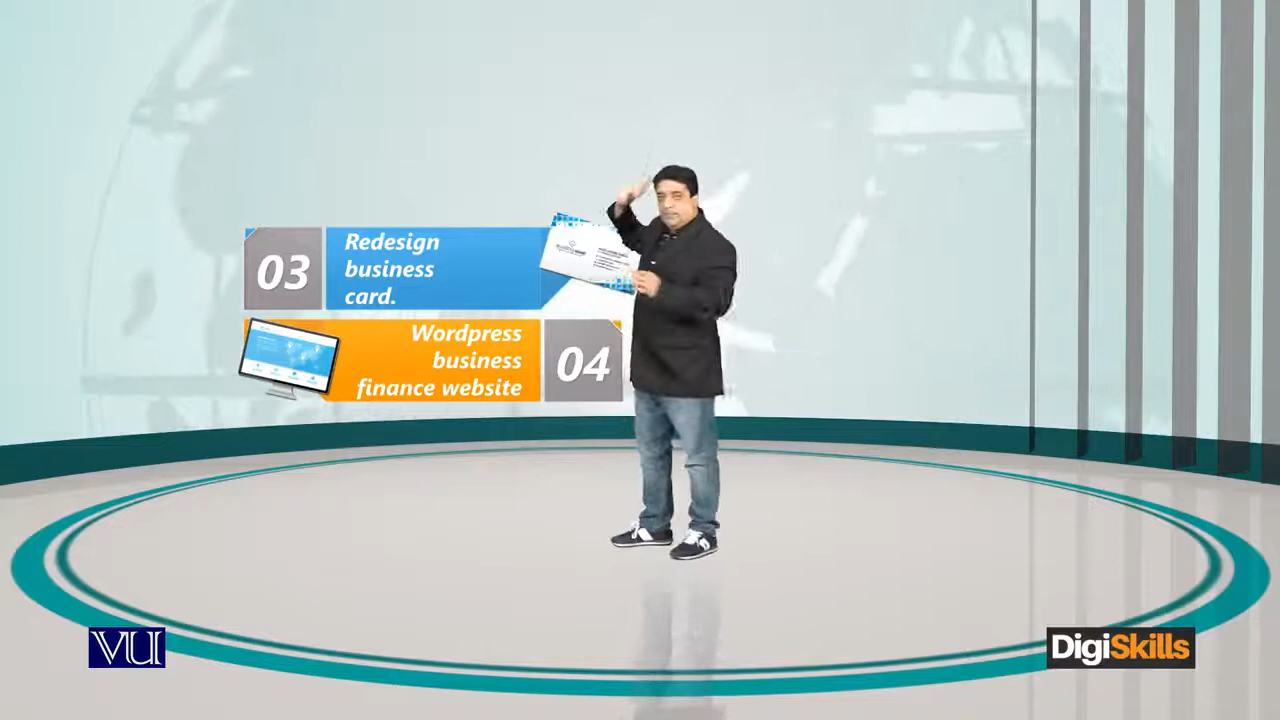 03
Redesign
business
card.
Wordpress
business
finance website
04
VU
DigiSkills